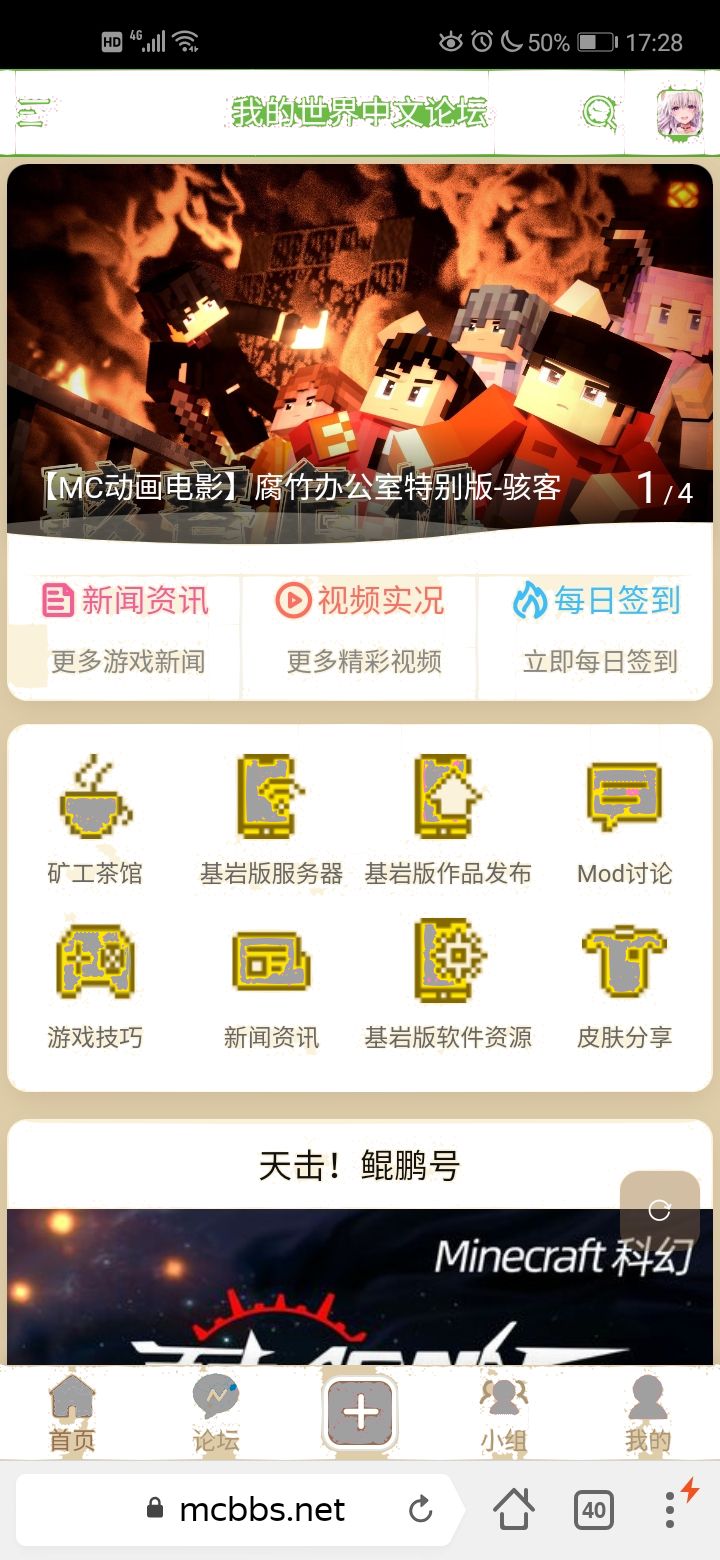 HD 4G 50% 17:28
我的世界中文论坛
【MC动画电影】腐竹办公室特别版-骇客 1/4
新闻资讯 视频实况 每日签到
更多游戏新闻 更多精彩视频 立即每日签到
矿工茶馆 基岩版服务器 基岩版作品发布 Mod讨论
游戏技巧 新闻资讯 基岩版软件资源 皮肤分享
天击！鲲鹏号
Minecraft 科幻
首页 论坛 小组 我的
mcbbs.net 40